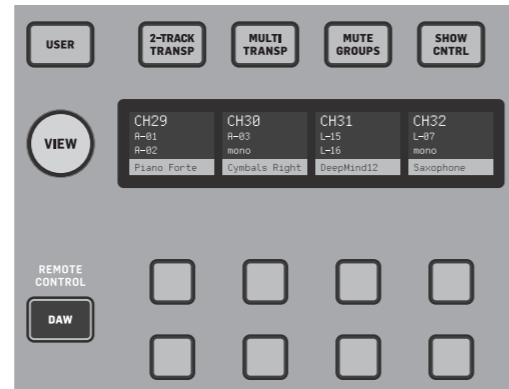 USER
2-TRACK
TRANSP
MULTI
TRANSP
MUTE
GROUPS
SHOW
CNTRL
VIEW
CH29
A-01
A-02
Piano Forte
CH30
A-03
mono
Cymbals Right
CH31
L-15
L-16
DeepMind12
CH32
L-07
mono
Saxophone
REMOTE
CONTROL
DAW